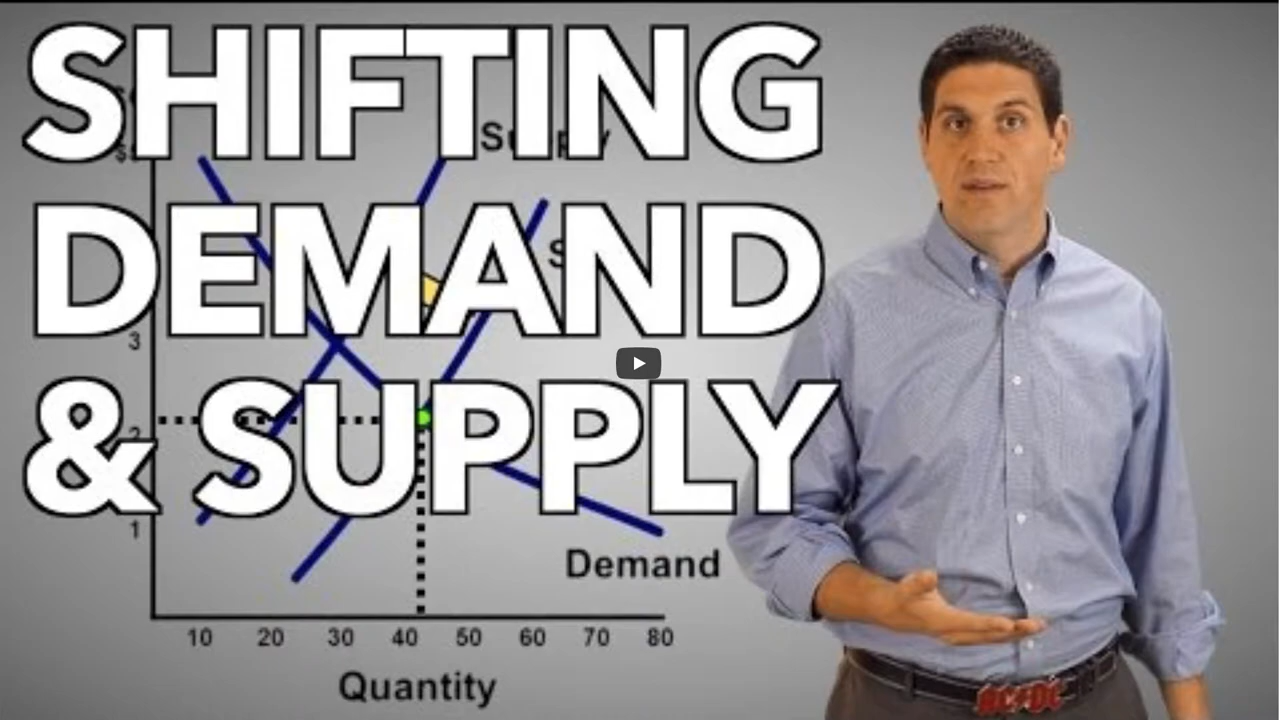 SHIFTING
DEMAND
& SUPPLY
Supply
S
3
2
1
Demand
10 20 30 40 50 60 70 80
Quantity
AC⚡DC